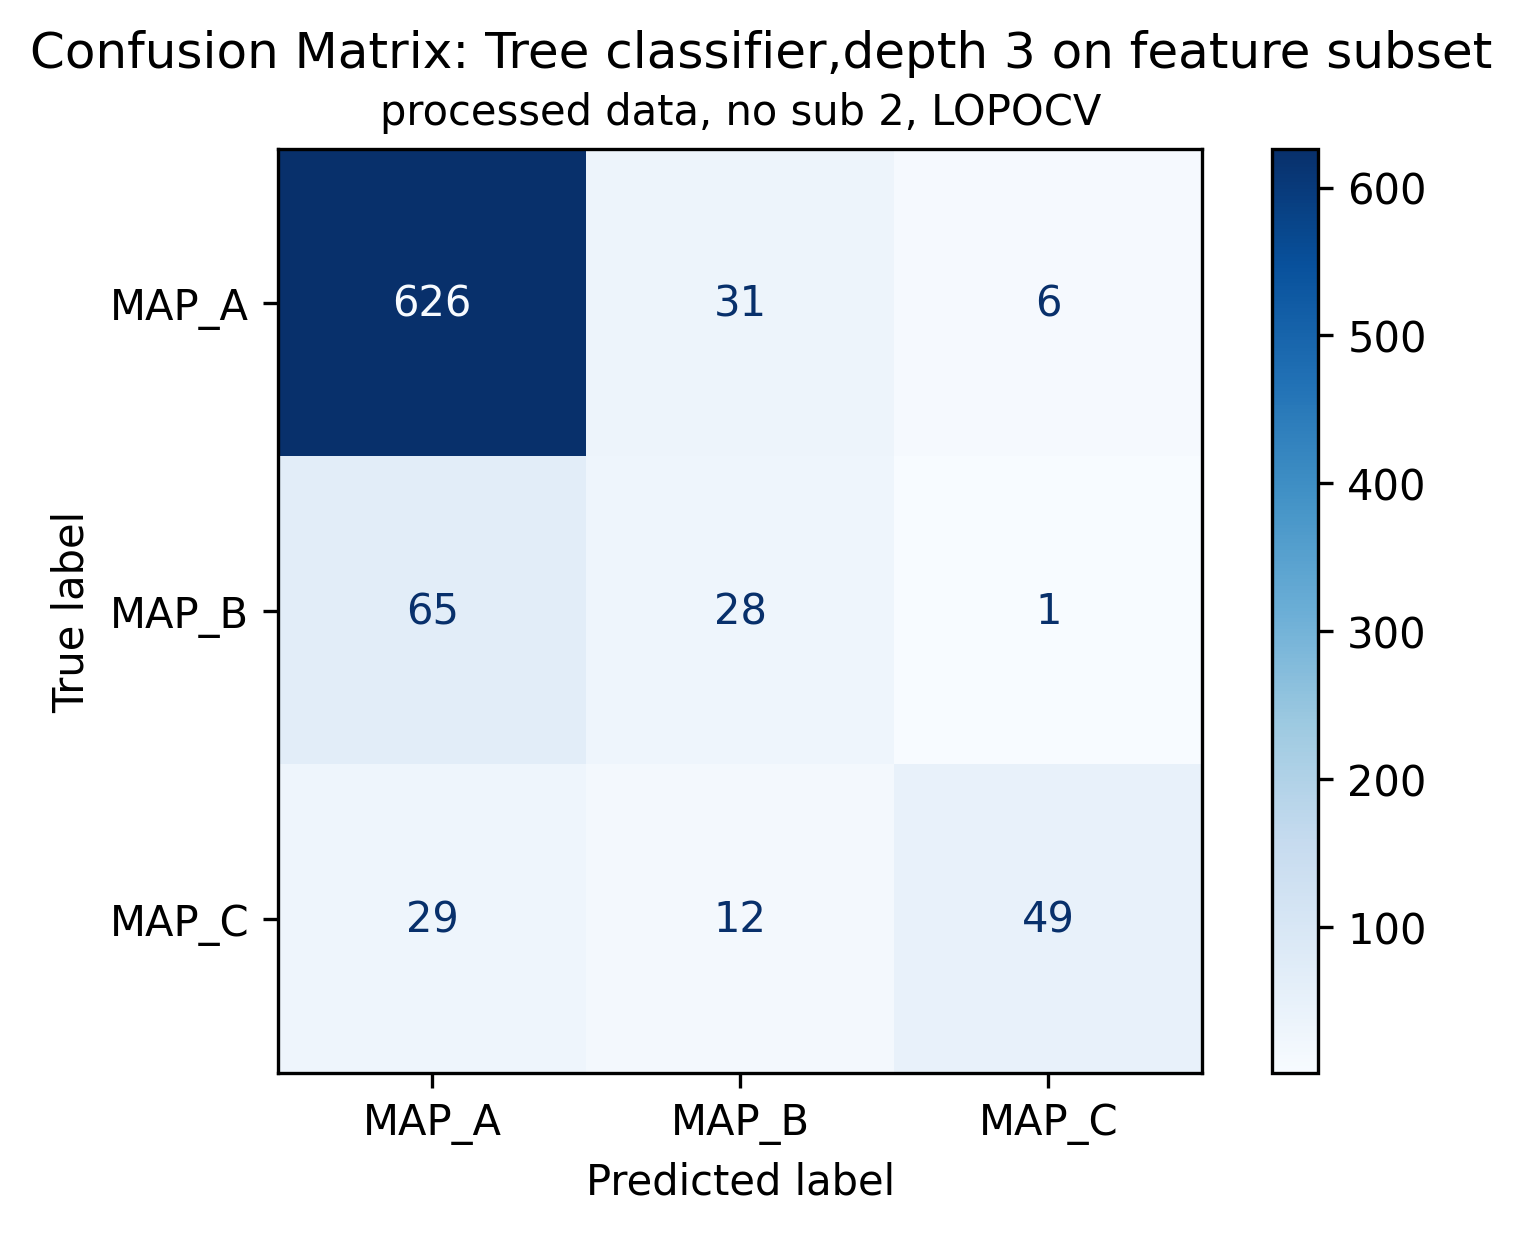 Confusion Matrix: Tree classifier,depth 3 on feature subset
processed data, no sub 2, LOPOCV
True label
MAP_A
626 31 6
MAP_B
65 28 1
MAP_C
29 12 49
MAP_A MAP_B MAP_C
Predicted label
600
500
400
300
200
100